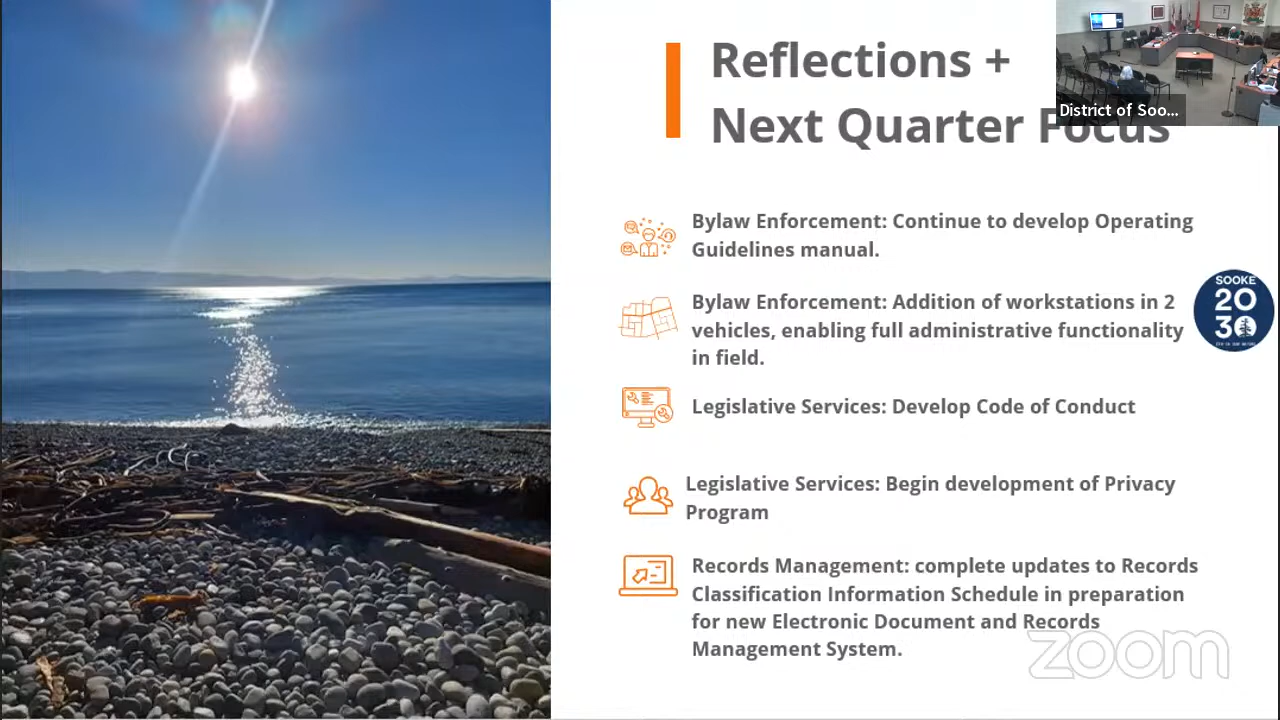 Reflections +
Next Quarter Focus
District of Soo...
Bylaw Enforcement: Continue to develop Operating
Guidelines manual.
Bylaw Enforcement: Addition of workstations in 2
vehicles, enabling full administrative functionality
in field.
SOOKE
20
30
Legislative Services: Develop Code of Conduct
Legislative Services: Begin development of Privacy
Program
Records Management: complete updates to Records
Classification Information Schedule in preparation
for new Electronic Document and Records
Management System.
zoom